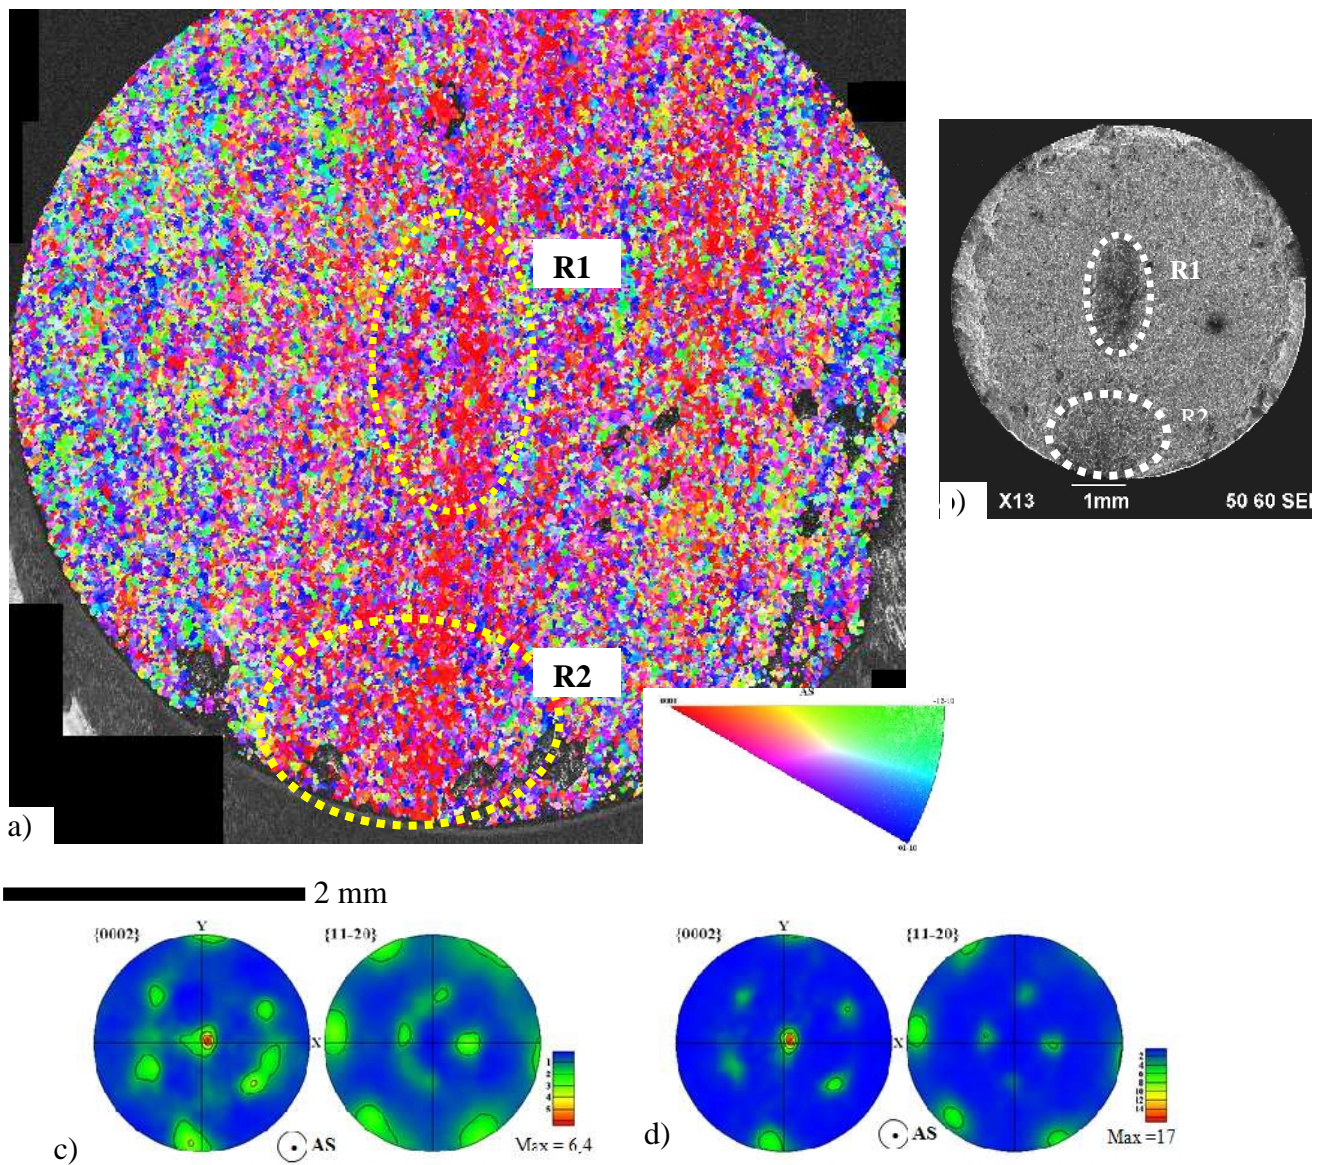 R1
R2
AS
0001
-12-10
01-10
a)
R1
R2
b)
X13
1mm
50 60 SEI
2 mm
{0002}
Y
{11-20}
X
1
2
3
4
5
AS
Max = 6,4
c)
{0002}
Y
{11-20}
X
2
4
6
8
10
12
14
AS
Max =17
d)